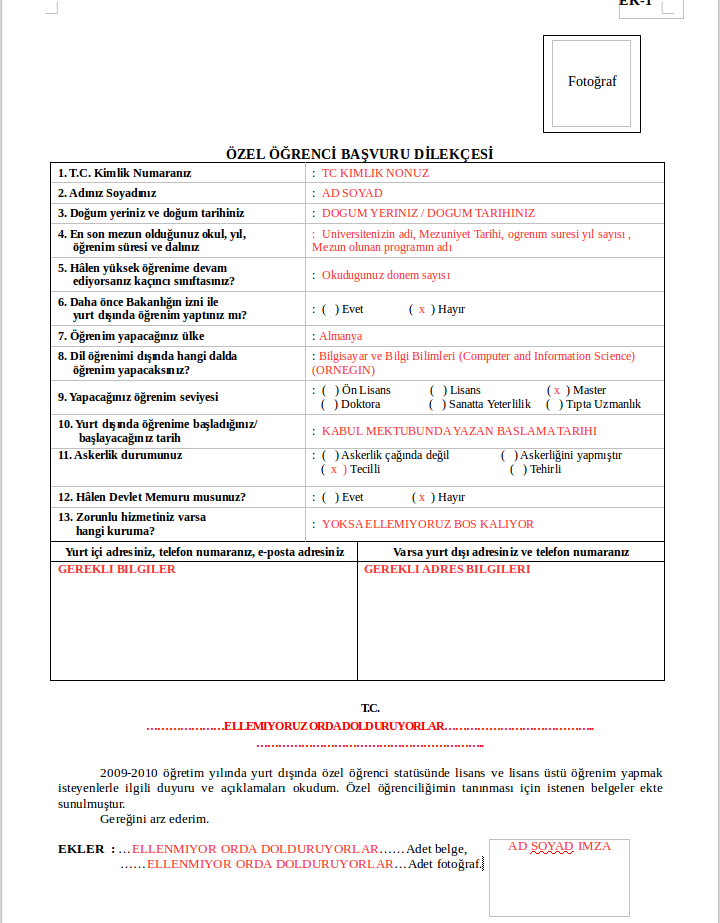 EK-1
Fotoğraf
ÖZEL ÖĞRENCİ BAŞVURU DİLEKÇESİ
1. T.C. Kimlik Numaranız : TC KIMLIK NONUZ
2. Adınız Soyadınız : AD SOYAD
3. Doğum yeriniz ve doğum tarihiniz : DOGUM YERINIZ / DOGUM TARIHINIZ
4. En son mezun olduğunuz okul, yıl, öğrenim süresi ve dalınız : Universitenizin adi, Mezuniyet Tarihi, ogrenım suresi yıl sayısı , Mezun olunan programın adı
5. Hâlen yüksek öğrenime devam ediyorsanız kaçıncı sınıftasınız? : Okudugunuz donem sayısı
6. Daha önce Bakanlığın izni ile yurt dışında öğrenim yaptınız mı? : ( ) Evet ( x ) Hayır
7. Öğrenim yapacağınız ülke : Almanya
8. Dil öğrenimi dışında hangi dalda öğrenim yapacaksınız? : Bilgisayar ve Bilgi Bilimleri (Computer and Information Science) (ORNEGIN)
9. Yapacağınız öğrenim seviyesi : ( ) Ön Lisans ( ) Lisans ( x ) Master
( ) Doktora ( ) Sanatta Yeterlilik ( ) Tıpta Uzmanlık
10. Yurt dışında öğrenime başladığınız/ başlayacağınız tarih : KABUL MEKTUBUNDA YAZAN BASLAMA TARIHI
11. Askerlik durumunuz : ( ) Askerlik çağında değil ( ) Askerliğini yapmıştır
( x ) Tecilli ( ) Tehirli
12. Hâlen Devlet Memuru musunuz? : ( ) Evet ( x ) Hayır
13. Zorunlu hizmetiniz varsa hangi kuruma? : YOKSA ELLEMIYORUZ BOS KALIYOR
Yurt içi adresiniz, telefon numaranız, e-posta adresiniz Varsa yurt dışı adresiniz ve telefon numaranız
GEREKLI BILGILER GEREKLI ADRES BILGILERI
T.C.
…………………ELLEMIYORUZ ORDA DOLDURUYORLAR…………………………………..
……………………………………………………..
2009-2010 öğretim yılında yurt dışında özel öğrenci statüsünde lisans ve lisans üstü öğrenim yapmak
isteyenlerle ilgili duyuru ve açıklamaları okudum. Özel öğrenciliğimin tanınması için istenen belgeler ekte
sunulmuştur.
Gereğini arz ederim.
EKLER : …ELLENMIYOR ORDA DOLDURUYORLAR……Adet belge,
……ELLENMIYOR ORDA DOLDURUYORLAR…Adet fotoğraf.
AD SOYAD IMZA